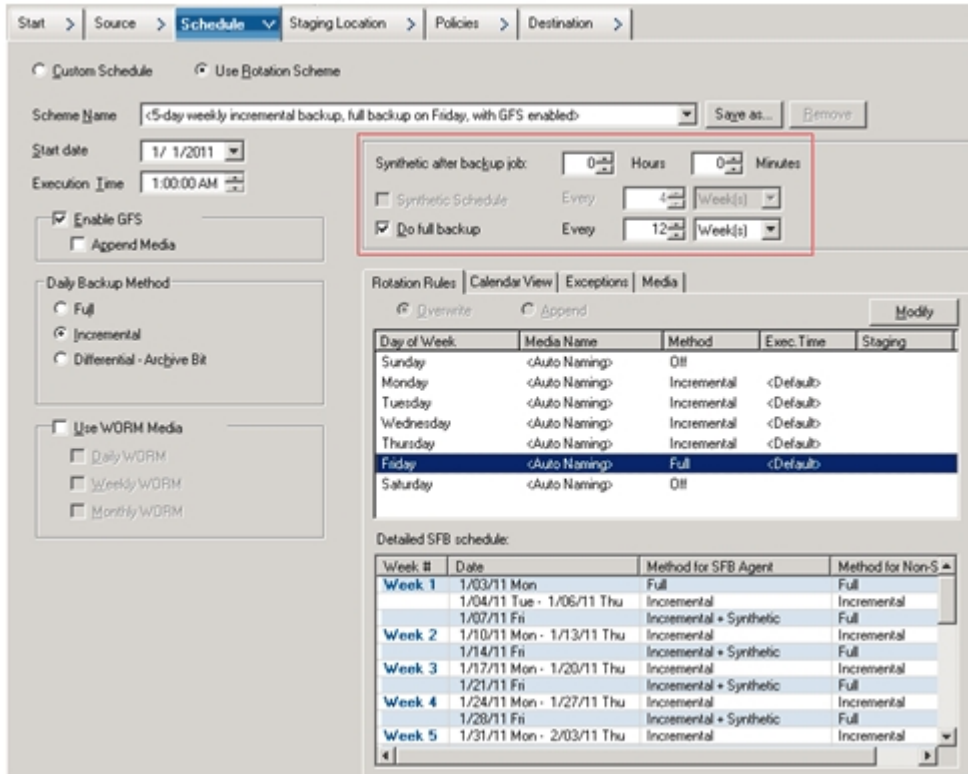 Start > Source > Schedule Staging Location > Policies > Destination >
Custom Schedule Use Rotation Scheme
Scheme Name <5-day weekly incremental backup, full backup on Friday, with GFS enabled> Save as... Remove
Start date 1/ 1/2011
Execution Time 1:00:00 AM
Synthetic after backup job: 0 Hours 0 Minutes
Synthetic Schedule Every 4 Week(s)
Do full backup Every 12 Week(s)
Enable GFS
Append Media
Daily Backup Method
Full
Incremental
Differential - Archive Bit
Use WORM Media
Daily WORM
Weekly WORM
Monthly WORM
Rotation Rules Calendar View Exceptions Media
Overwrite Append Modify
Day of Week Media Name Method Exec.Time Staging
Sunday <Auto Naming> Off
Monday <Auto Naming> Incremental <Default>
Tuesday <Auto Naming> Incremental <Default>
Wednesday <Auto Naming> Incremental <Default>
Thursday <Auto Naming> Incremental <Default>
Friday <Auto Naming> Full <Default>
Saturday <Auto Naming> Off
Detailed SFB schedule:
Week # Date Method for SFB Agent Method for Non-S
Week 1 1/03/11 Mon Full Full
1/04/11 Tue - 1/06/11 Thu Incremental Incremental
1/07/11 Fri Incremental + Synthetic Full
Week 2 1/10/11 Mon - 1/13/11 Thu Incremental Incremental
1/14/11 Fri Incremental + Synthetic Full
Week 3 1/17/11 Mon - 1/20/11 Thu Incremental Incremental
1/21/11 Fri Incremental + Synthetic Full
Week 4 1/24/11 Mon - 1/27/11 Thu Incremental Incremental
1/28/11 Fri Incremental + Synthetic Full
Week 5 1/31/11 Mon - 2/03/11 Thu Incremental Incremental